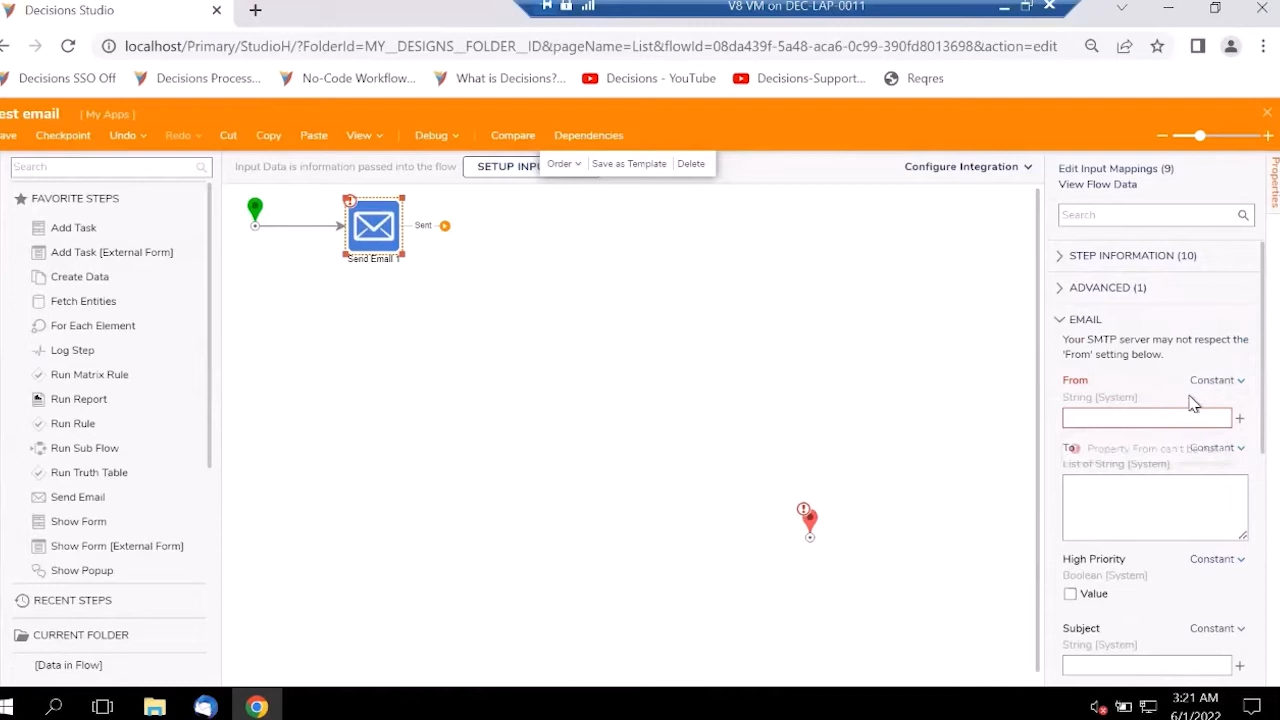 Decisions Studio
V8 VM on DEC-LAP-0011
localhost/Primary/StudioH/?FolderId=MY__DESIGNS__FOLDER__ID&pageName=List&flowId=08da439f-5a48-aca6-0c99-390fd8013698&action=edit
Decisions SSO Off
Decisions Process...
No-Code Workflow...
What is Decisions?...
Decisions - YouTube
Decisions-Support...
Reqres
est email [ My Apps ]
ave Checkpoint Undo Redo Cut Copy Paste View Debug Compare Dependencies
Search
Input Data is information passed into the flow
SETUP INPU
Order Save as Template Delete
Configure Integration
Edit Input Mappings (9)
View Flow Data
Properties
Search
FAVORITE STEPS
Add Task
Add Task [External Form]
Create Data
Fetch Entities
For Each Element
Log Step
Run Matrix Rule
Run Report
Run Rule
Run Sub Flow
Run Truth Table
Send Email
Show Form
Show Form [External Form]
Show Popup
RECENT STEPS
CURRENT FOLDER
[Data in Flow]
Sent
Send Email 1
STEP INFORMATION (10)
ADVANCED (1)
EMAIL
Your SMTP server may not respect the
'From' setting below.
From Constant
String [System]
To Property From can't be Constant
List of String [System]
High Priority Constant
Boolean [System]
Value
Subject Constant
String [System]
3:21 AM
6/1/2022